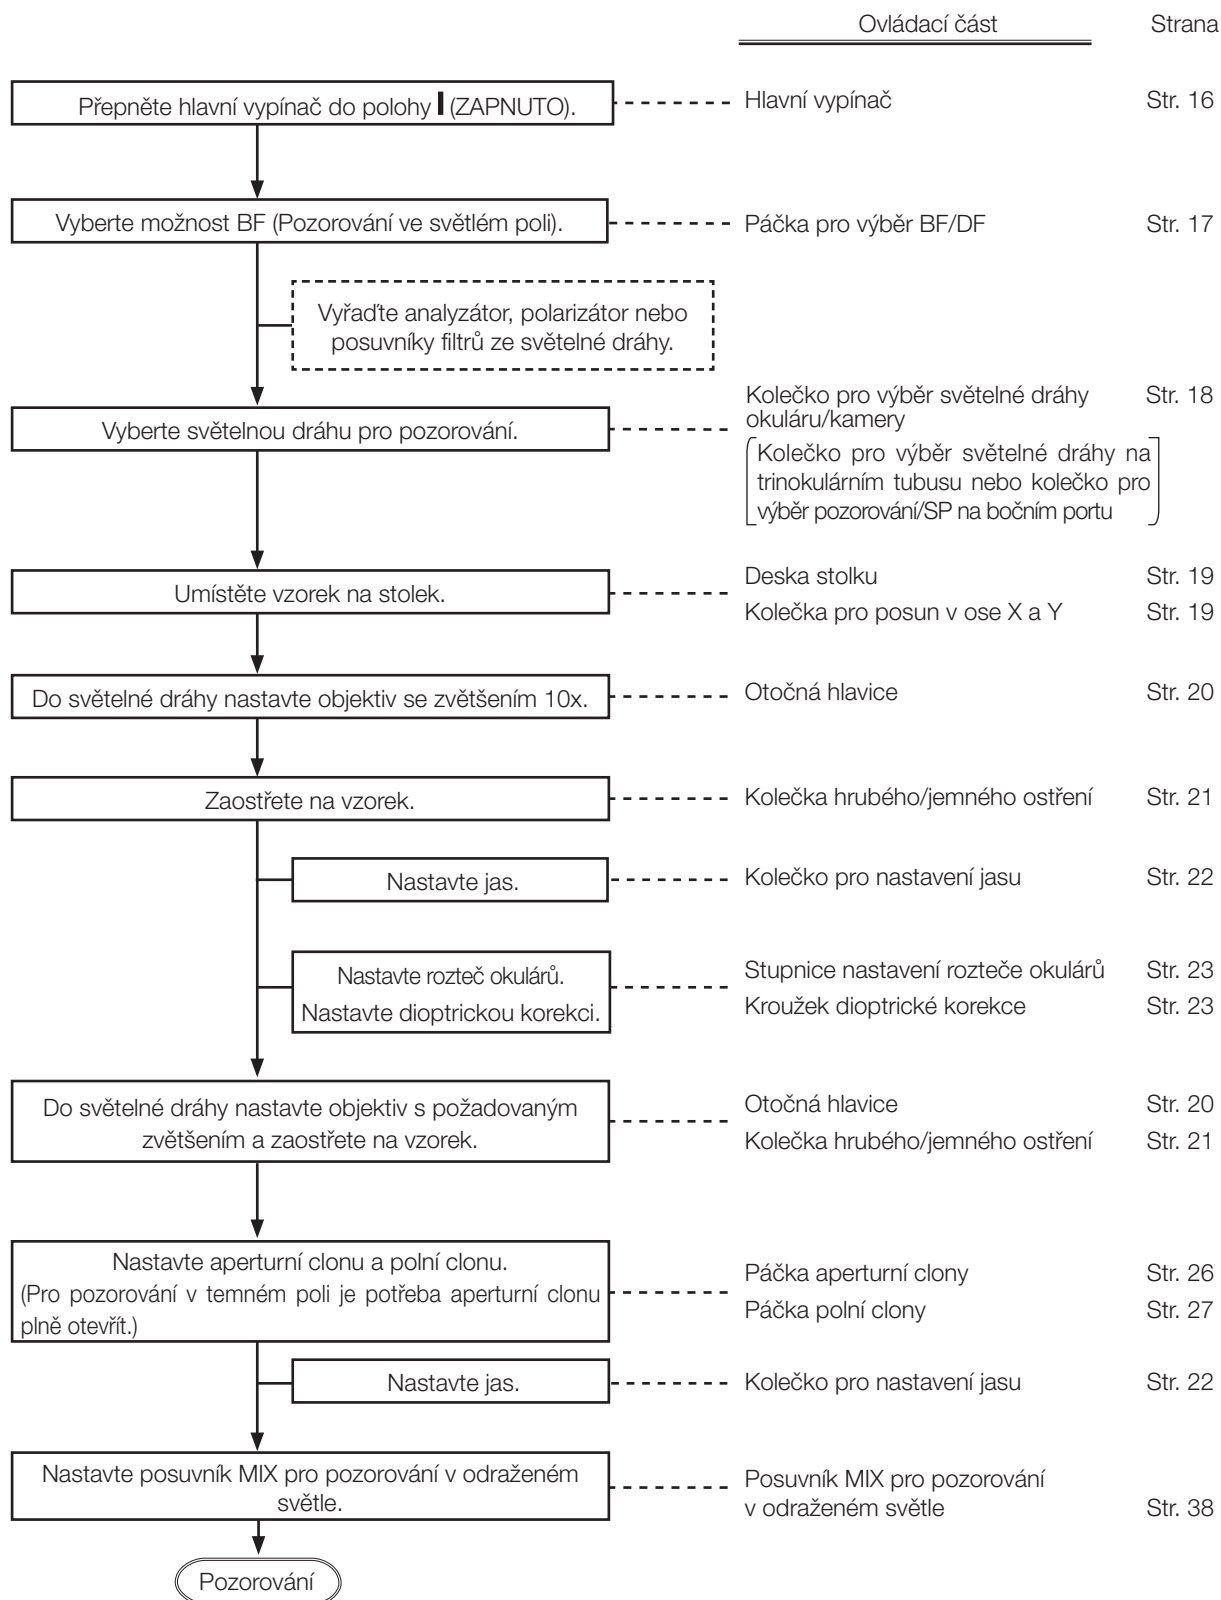 Ovládací část Strana
Přepněte hlavní vypínač do polohy I (ZAPNUTO). Hlavní vypínač Str. 16
Vyberte možnost BF (Pozorování ve světlém poli). Páčka pro výběr BF/DF Str. 17
Vyřaďte analyzátor, polarizátor nebo
posuvníky filtrů ze světelné dráhy.
Vyberte světelnou dráhu pro pozorování.
Kolečko pro výběr světelné dráhy Str. 18
okuláru/kamery
Kolečko pro výběr světelné dráhy na
trinokulárním tubusu nebo kolečko pro
výběr pozorování/SP na bočním portu
Umístěte vzorek na stolek.
Deska stolku Str. 19
Kolečka pro posun v ose X a Y Str. 19
Do světelné dráhy nastavte objektiv se zvětšením 10x. Otočná hlavice Str. 20
Zaostřete na vzorek. Kolečka hrubého/jemného ostření Str. 21
Nastavte jas. Kolečko pro nastavení jasu Str. 22
Nastavte rozteč okulárů. Stupnice nastavení rozteče okulárů Str. 23
Nastavte dioptrickou korekci. Kroužek dioptrické korekce Str. 23
Do světelné dráhy nastavte objektiv s požadovaným Otočná hlavice Str. 20
zvětšením a zaostřete na vzorek. Kolečka hrubého/jemného ostření Str. 21
Nastavte aperturní clonu a polní clonu.
(Pro pozorování v temném poli je potřeba aperturní clonu
plně otevřít.)
Páčka aperturní clony Str. 26
Páčka polní clony Str. 27
Nastavte jas. Kolečko pro nastavení jasu Str. 22
Nastavte posuvník MIX pro pozorování v odraženém
světle.
Posuvník MIX pro pozorování
v odraženém světle Str. 38
Pozorování